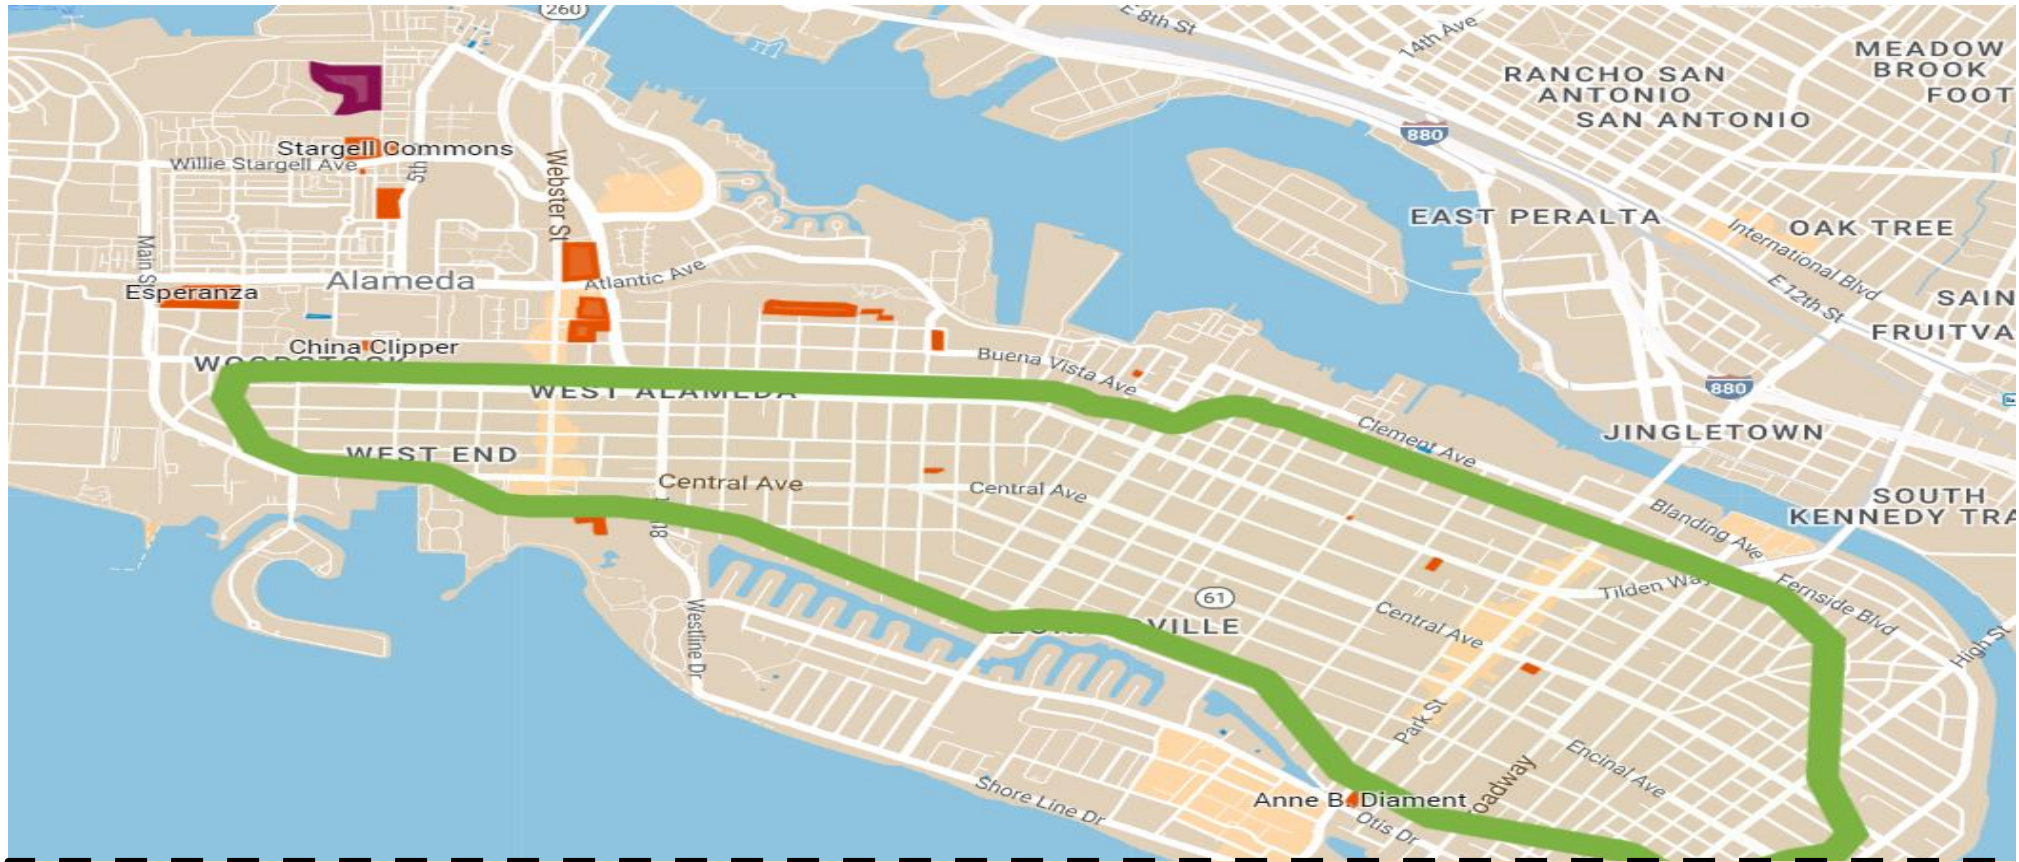 260
E 8th St
14th Ave
MEADOW
BROOK
FOOT
RANCHO SAN
ANTONIO
SAN ANTONIO
880
Stargell Commons
Willie Stargell Ave
5th
Webster St
EAST PERALTA
OAK TREE
International Blvd
Main S
Alameda
Atlantic Ave
Esperanza
E 12th St
SAIN
FRUITVA
China Clipper
WOODSTOCK
Buena Vista Ave
WEST ALAMEDA
880
Clement Ave
JINGLETOWN
WEST END
Central Ave
Central Ave
SOUTH
KENNEDY TRA
Blanding Ave
Tilden Way
Fernside Blvd
61
Central Ave
VILLE
High St
Westline Dr
Park St
Encinal Ave
Shore Line Dr
Anne B. Diament
oadway
Otis Dr